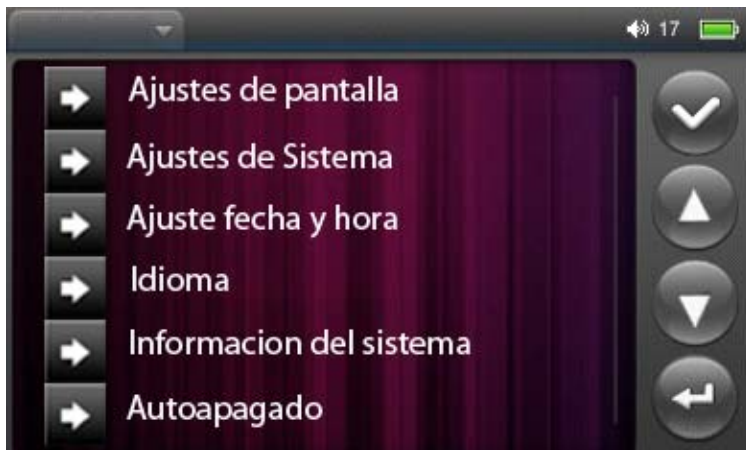 17
Ajustes de pantalla
Ajustes de Sistema
Ajuste fecha y hora
Idioma
Informacion del sistema
Autoapagado